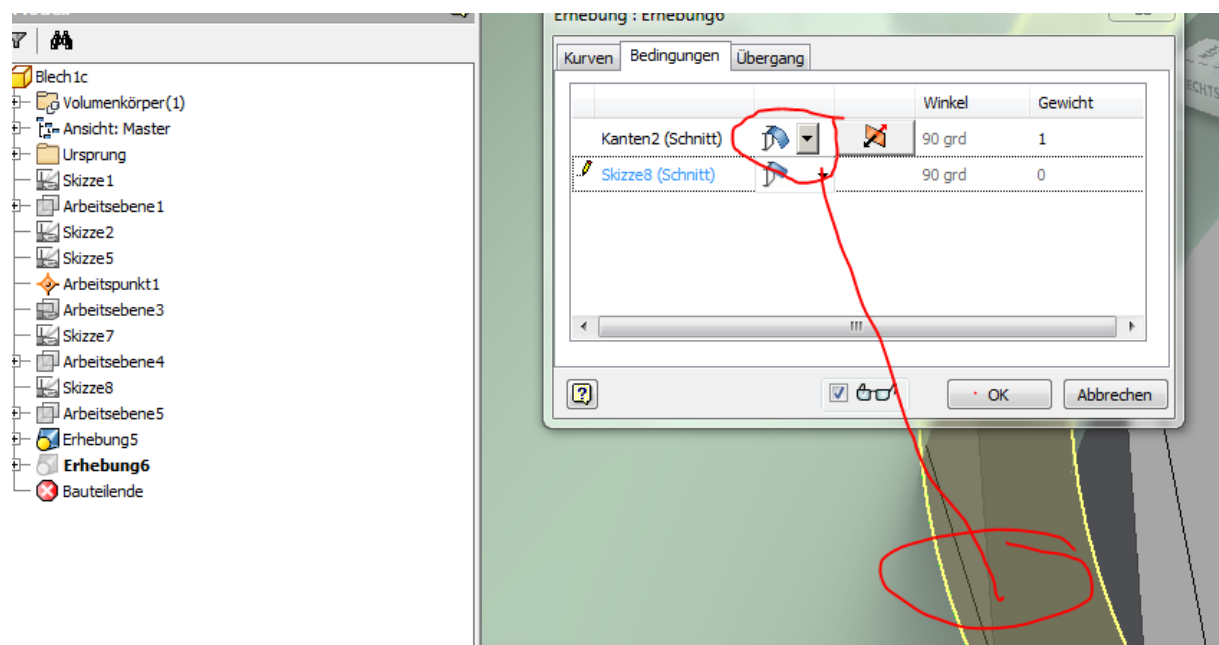 Erhebung : Erhebung6
Blech1c
Volumenkörper(1)
Ansicht: Master
Ursprung
Skizze1
Arbeitsebene1
Skizze2
Skizze5
Arbeitspunkt1
Arbeitsebene3
Skizze7
Arbeitsebene4
Skizze8
Arbeitsebene5
Erhebung5
Erhebung6
Bauteilende
Kurven Bedingungen Übergang
Winkel Gewicht
Kanten2 (Schnitt) 90 grd 1
Skizze8 (Schnitt) 90 grd 0
OK Abbrechen